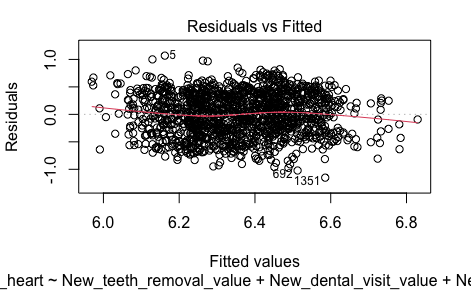 Residuals vs Fitted
1.0
0.0
-1.0
Residuals
5
692
1351
6.0 6.2 6.4 6.6 6.8
Fitted values
_heart ~ New_teeth_removal_value + New_dental_visit_value + Ne